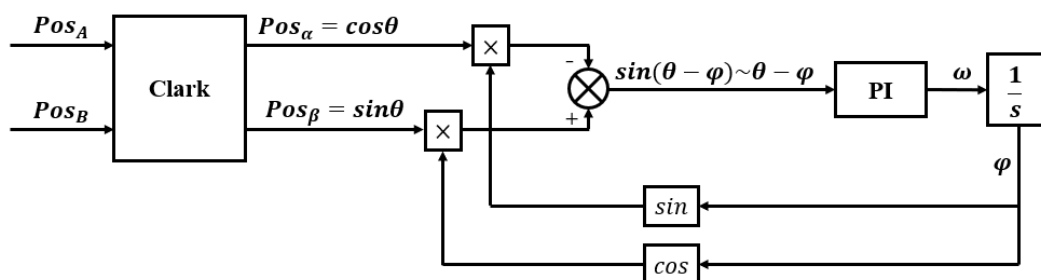 Pos_A
Pos_B
Clark
Pos_α = cosθ
Pos_β = sinθ
×
×
-
+
sin(θ − φ)~θ − φ
PI
ω
1
s
φ
sin
cos